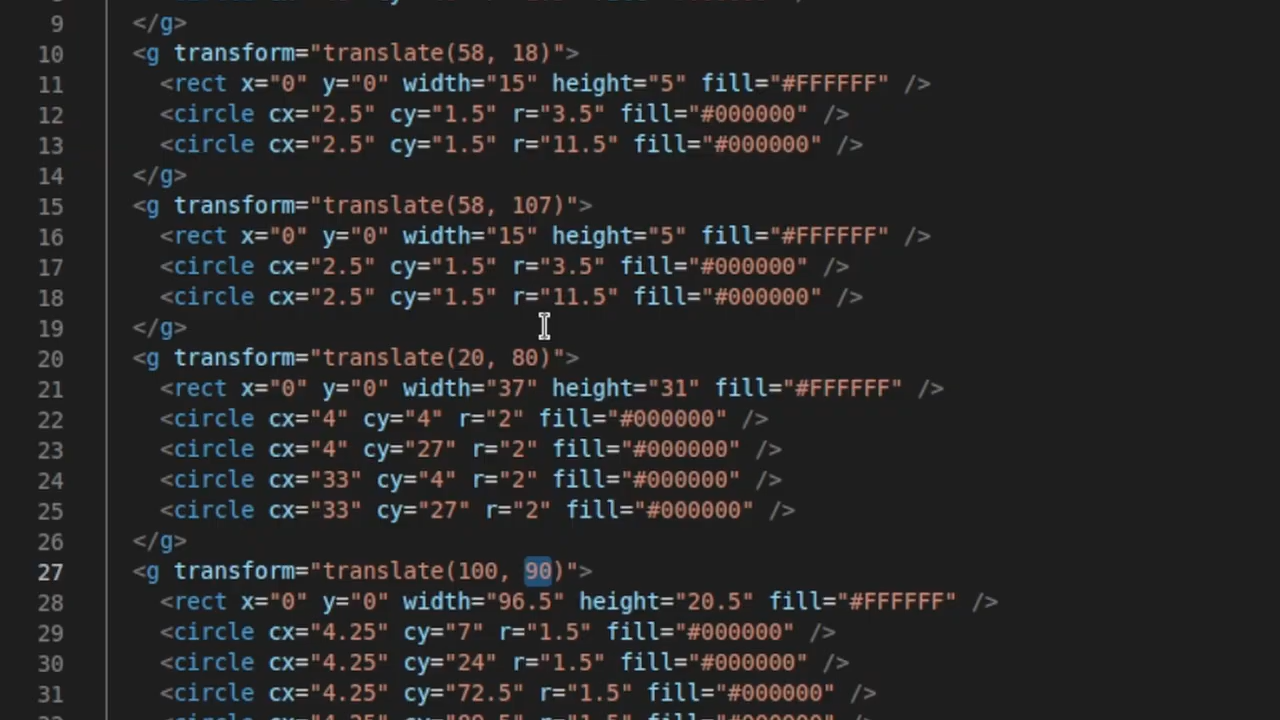 9 </g>
10 <g transform="translate(58, 18)">
11 <rect x="0" y="0" width="15" height="5" fill="#FFFFFF" />
12 <circle cx="2.5" cy="1.5" r="3.5" fill="#000000" />
13 <circle cx="2.5" cy="1.5" r="11.5" fill="#000000" />
14 </g>
15 <g transform="translate(58, 107)">
16 <rect x="0" y="0" width="15" height="5" fill="#FFFFFF" />
17 <circle cx="2.5" cy="1.5" r="3.5" fill="#000000" />
18 <circle cx="2.5" cy="1.5" r="11.5" fill="#000000" />
19 </g>
20 <g transform="translate(20, 80)">
21 <rect x="0" y="0" width="37" height="31" fill="#FFFFFF" />
22 <circle cx="4" cy="4" r="2" fill="#000000" />
23 <circle cx="4" cy="27" r="2" fill="#000000" />
24 <circle cx="33" cy="4" r="2" fill="#000000" />
25 <circle cx="33" cy="27" r="2" fill="#000000" />
26 </g>
27 <g transform="translate(100, 90)">
28 <rect x="0" y="0" width="96.5" height="20.5" fill="#FFFFFF" />
29 <circle cx="4.25" cy="7" r="1.5" fill="#000000" />
30 <circle cx="4.25" cy="24" r="1.5" fill="#000000" />
31 <circle cx="4.25" cy="72.5" r="1.5" fill="#000000" />